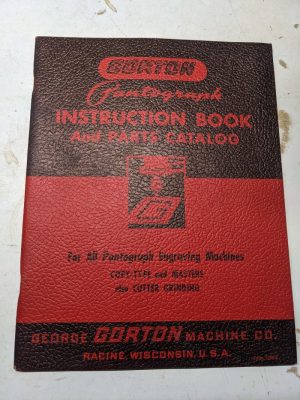 GORTON
Pantograph
INSTRUCTION BOOK
And PARTS CATALOG
G
For All Pantograph Engraving Machines
COPY TYPE and MASTERS
also CUTTER GRINDING
GEORGE GORTON MACHINE CO.
RACINE, WISCONSIN, U.S.A.